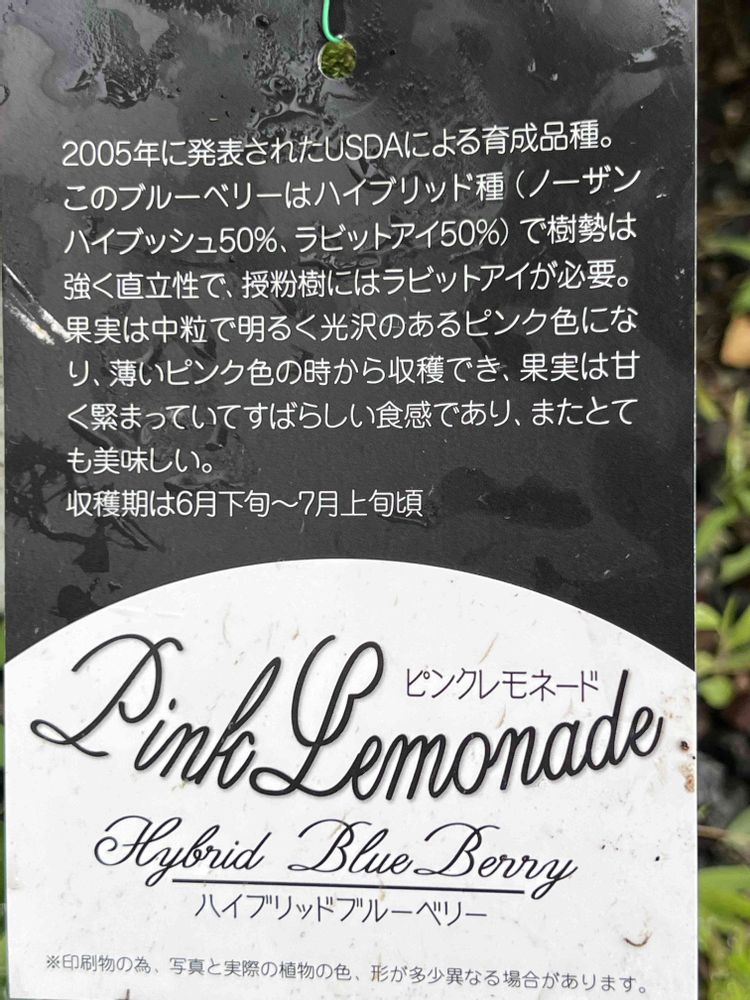 2005年に発表されたUSDAによる育成品種。
このブルーベリーはハイブリッド種（ノーザン
ハイブッシュ50%、ラビットアイ50%）で樹勢は
強く直立性で、授粉樹にはラビットアイが必要。
果実は中粒で明るく光沢のあるピンク色にな
り、薄いピンク色の時から収穫でき、果実は甘
く緊まっていてすばらしい食感であり、またとて
も美味しい。
収穫期は6月下旬～7月上旬頃
ピンクレモネード
Pink Lemonade
Hybrid Blue Berry
ハイブリッドブルーベリー
※印刷物の為、写真と実際の植物の色、形が多少異なる場合があります。